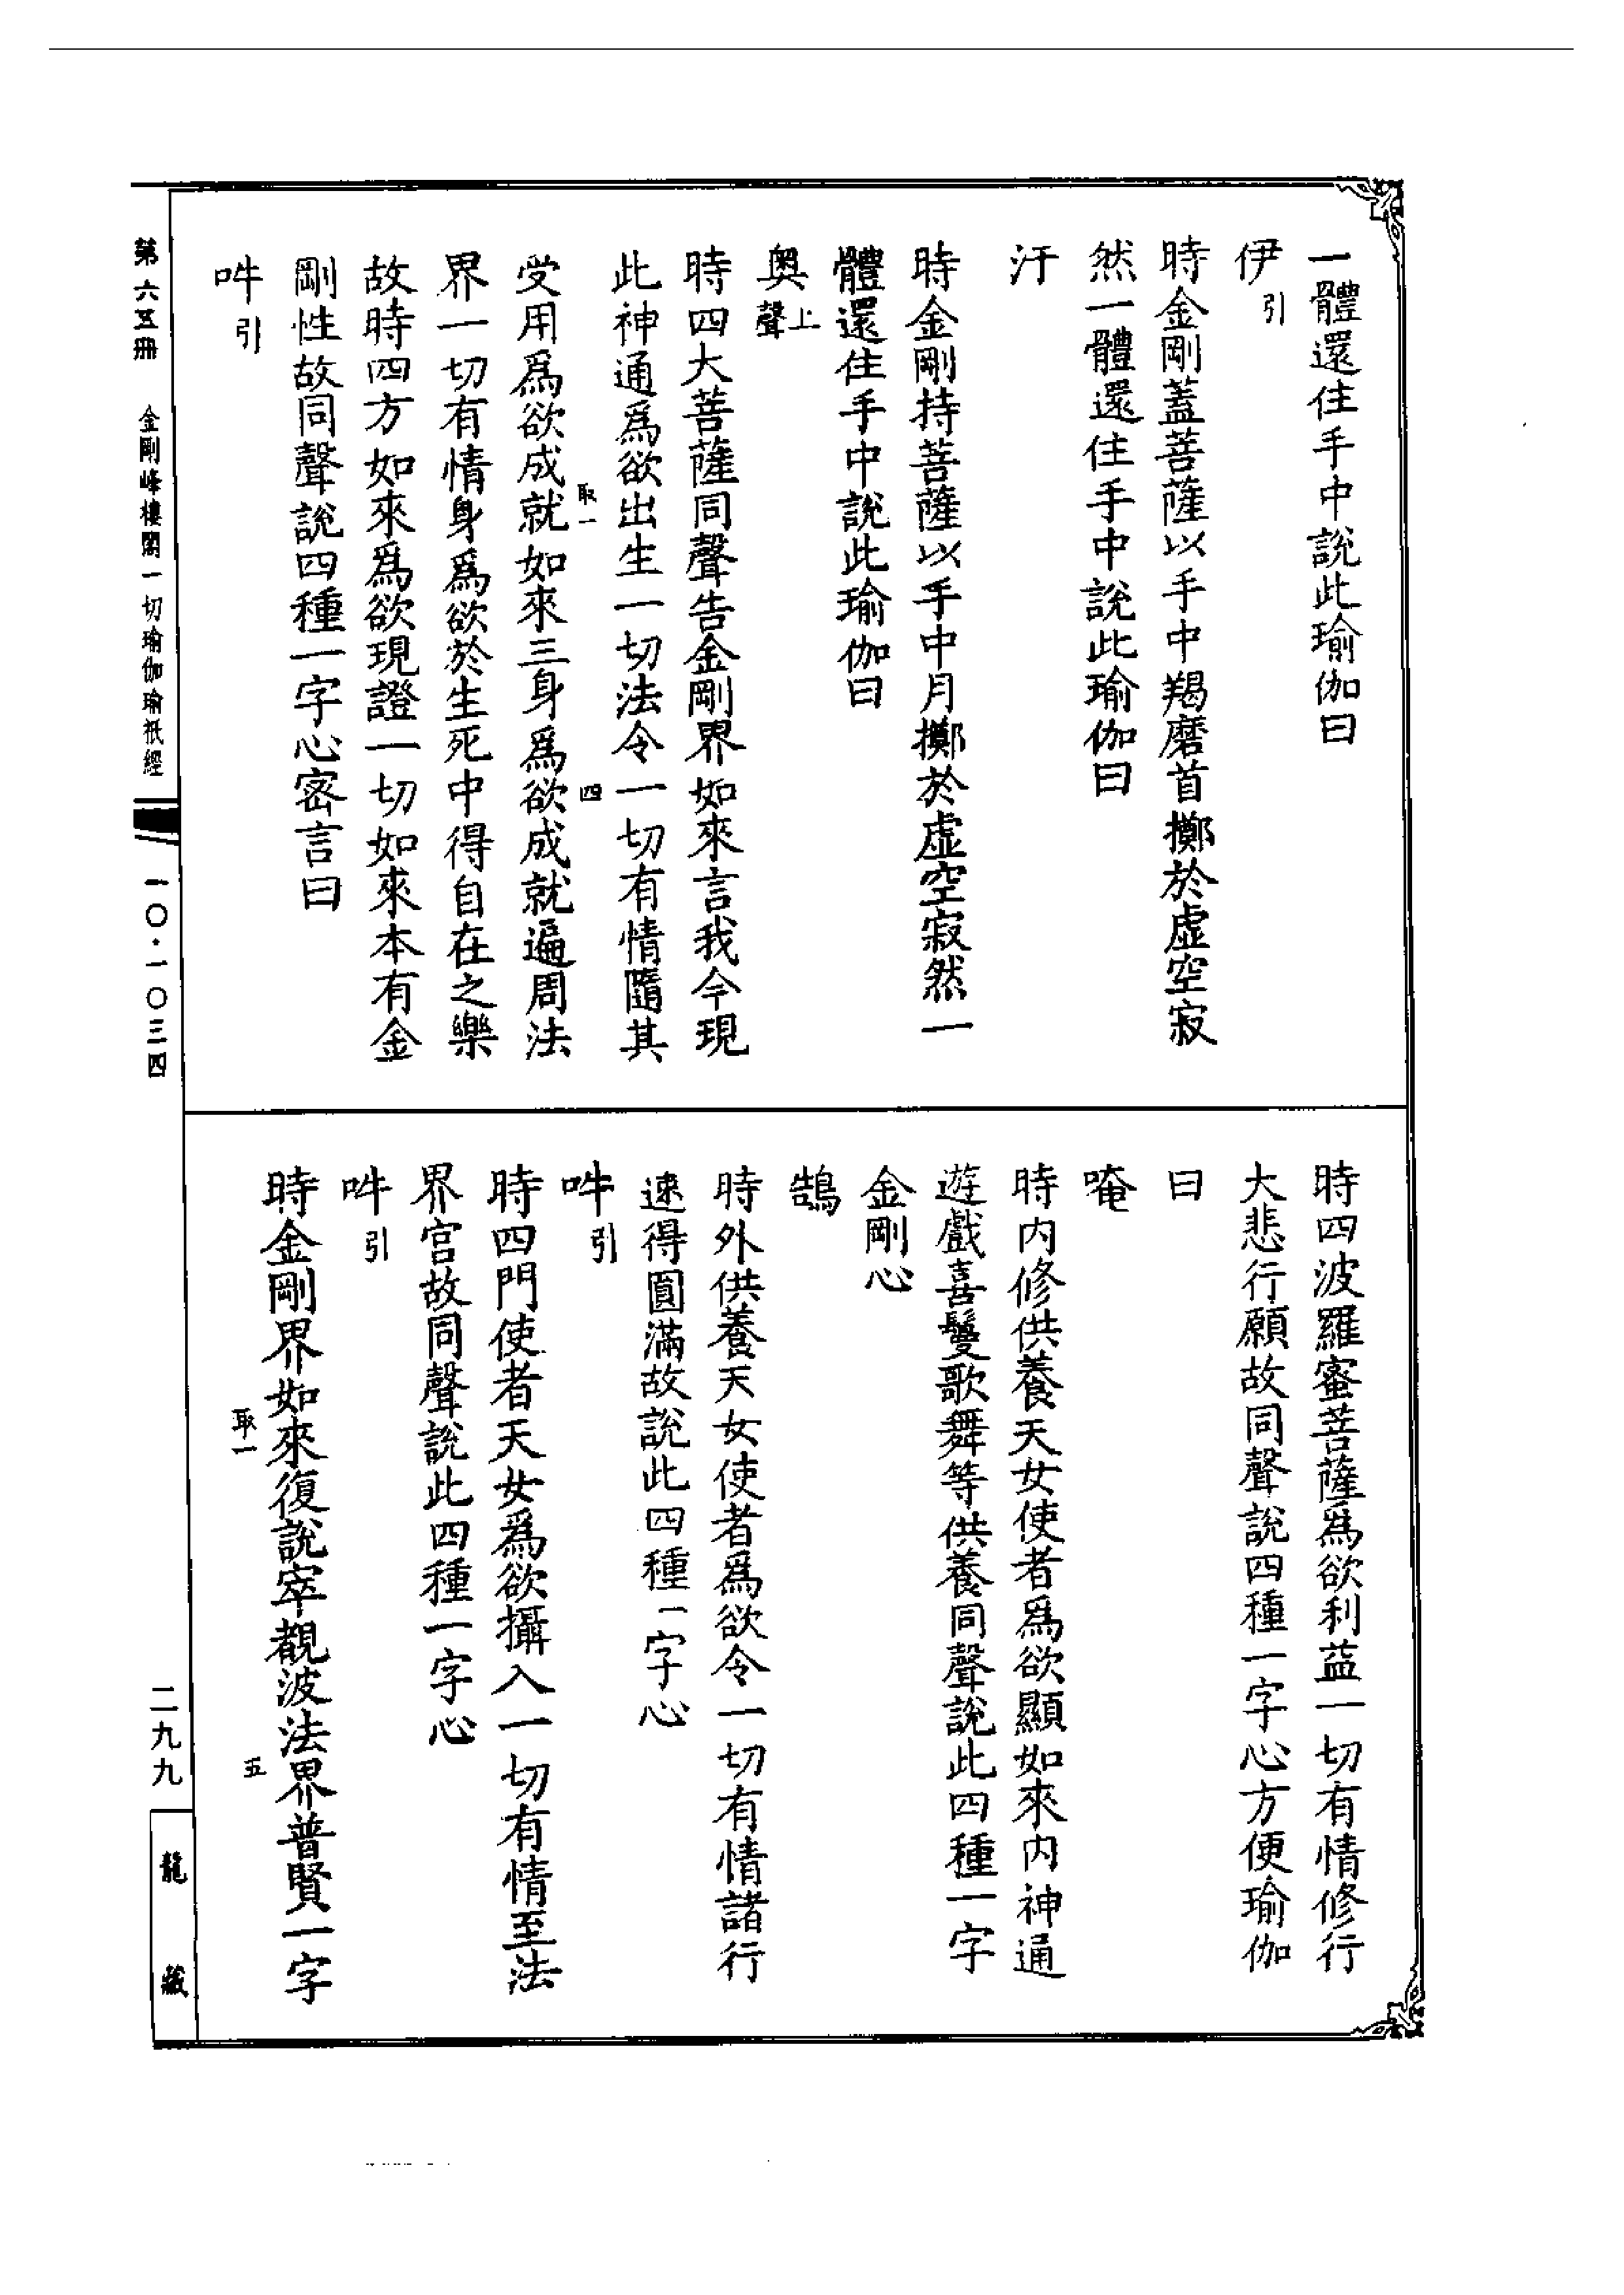 一體還住手中說此瑜伽曰
伊引
時金剛蓋菩薩以手中羯磨首擲於虛空寂
然一體還住手中說此瑜伽曰
汙
時金剛持菩薩以手中月擲於虛空寂然一
體還住手中說此瑜伽曰
奧上聲
時四大菩薩同聲告金剛界如來言我今現
此神通爲欲出生一切法令一切有情隨其
取一 四
受用爲欲成就如來三身爲欲成就遍周法
界一切有情身爲欲於生死中得自在之樂
故時四方如來爲欲現證一切如來本有金
剛性故同聲說四種一字心密言曰
吽引
時四波羅蜜菩薩爲欲利益一切有情修行
大悲行願故同聲說四種一字心方便瑜伽
曰
唵
時內修供養天女使者爲欲顯如來內神通
遊戲喜鬘歌舞等供養同聲說此四種一字
金剛心
鵠
時外供養天女使者爲欲令一切有情諸行
速得圓滿故說此四種一字心
吽引
時四門使者天女爲欲攝入一切有情至法
界宮故同聲說此四種一字心
吽引
時金剛界如來復說窣覩波法界普賢一字
取一 五
第六五冊 金剛峰樓閣一切瑜伽瑜祇經 一〇·一〇三四 二九九 龍藏